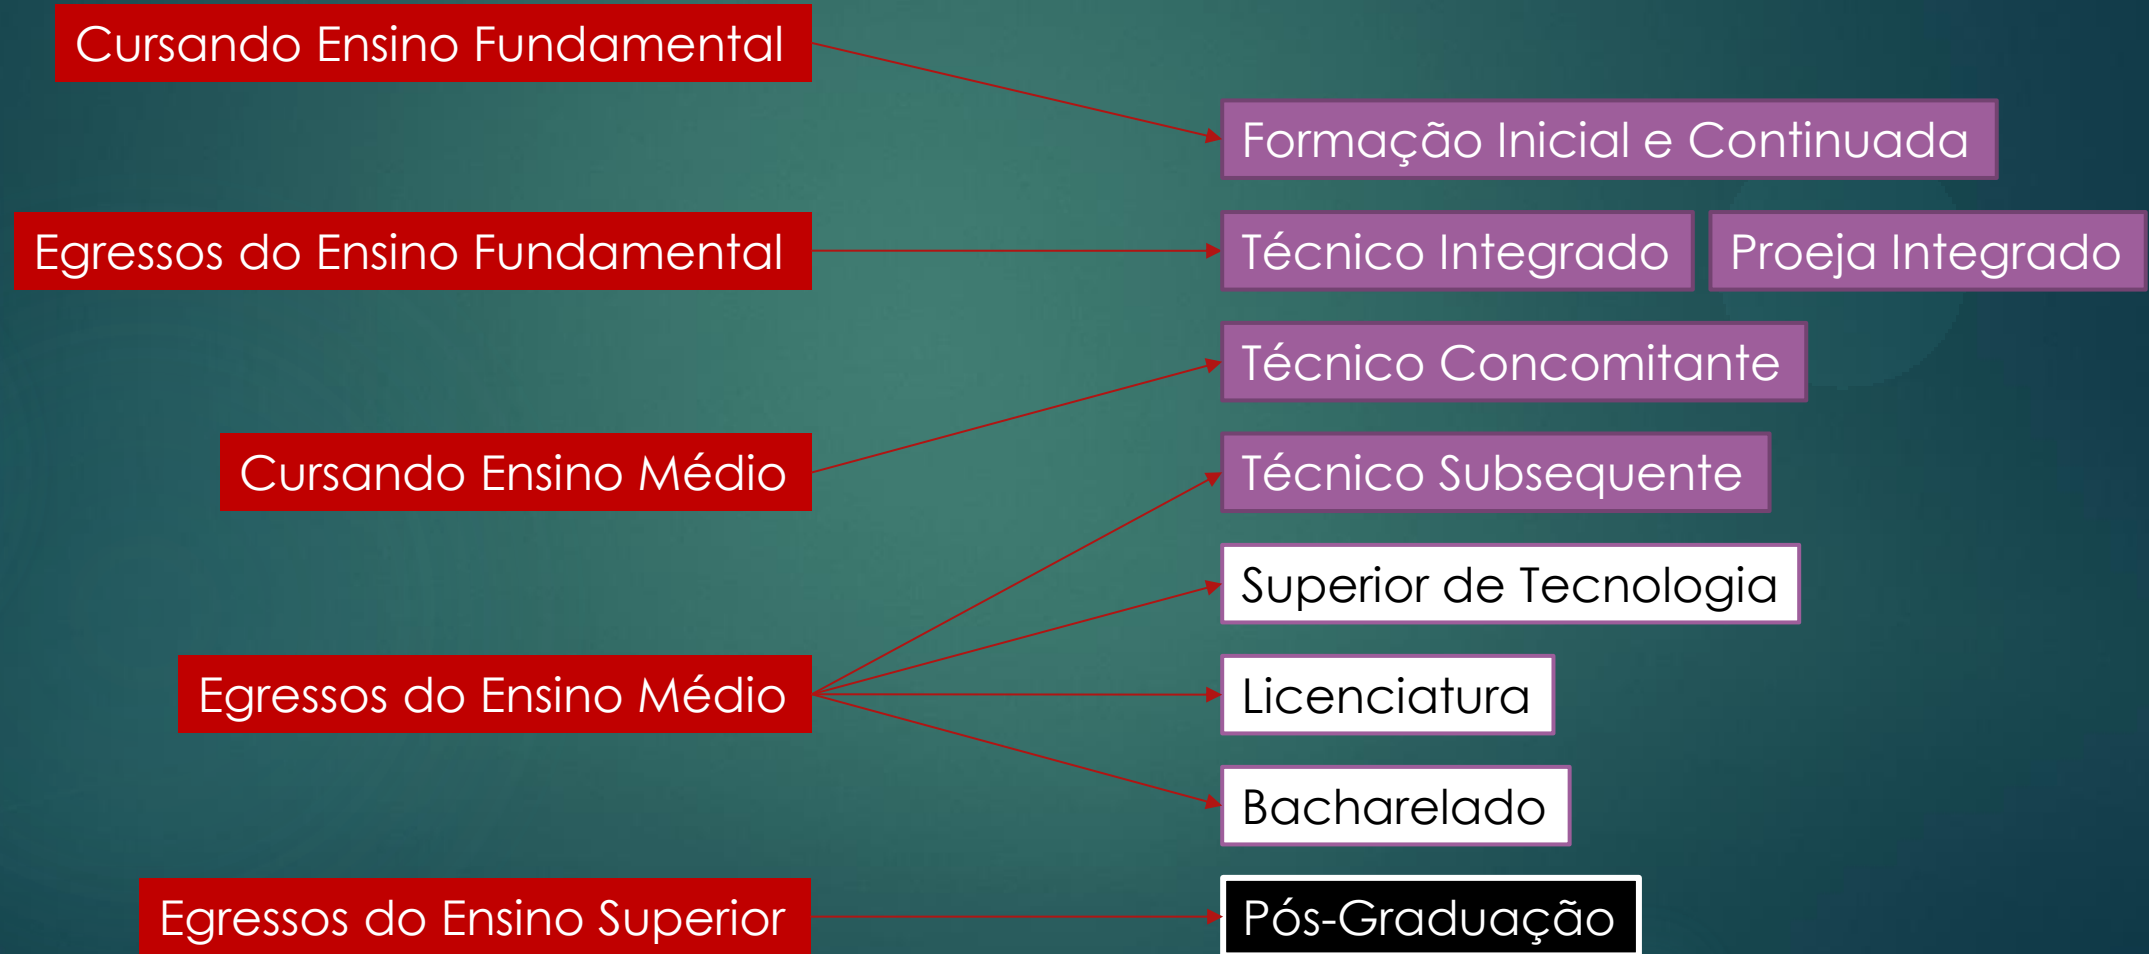 Cursando Ensino Fundamental
Formação Inicial e Continuada
Egressos do Ensino Fundamental
Técnico Integrado
Proeja Integrado
Técnico Concomitante
Cursando Ensino Médio
Técnico Subsequente
Superior de Tecnologia
Egressos do Ensino Médio
Licenciatura
Bacharelado
Egressos do Ensino Superior
Pós-Graduação